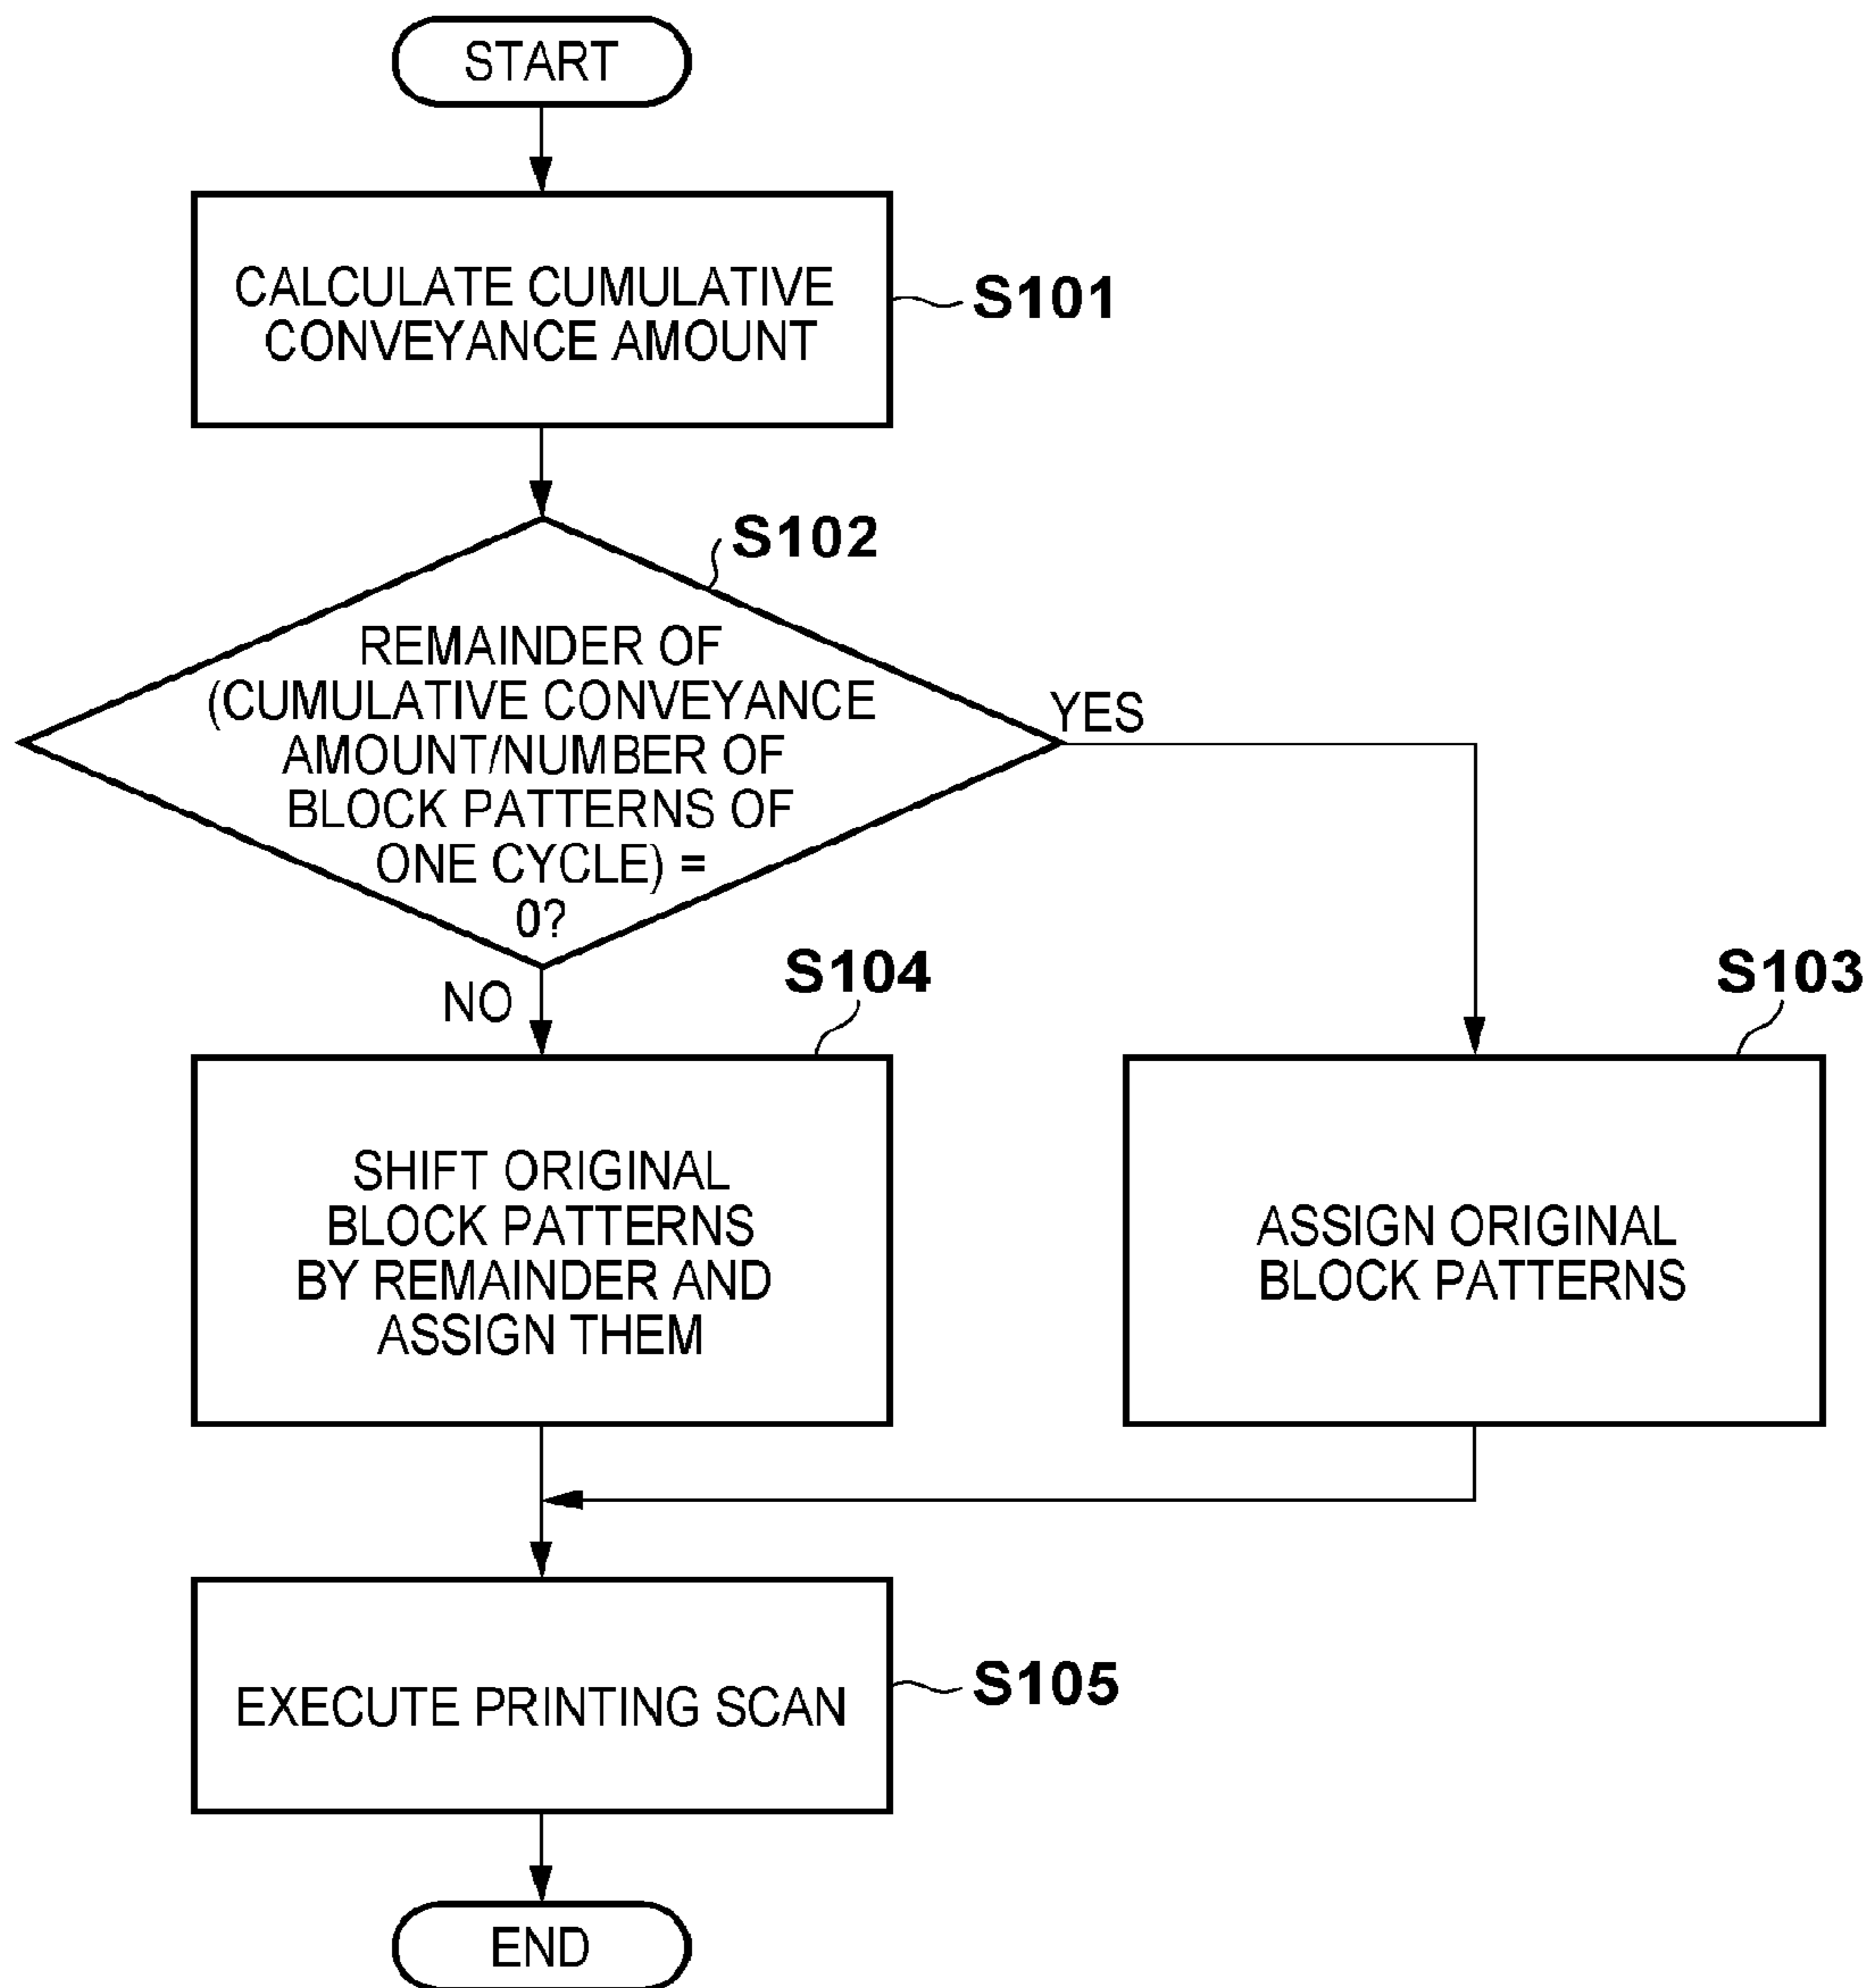 START
CALCULATE CUMULATIVE
CONVEYANCE AMOUNT
S101
S102
REMAINDER OF
(CUMULATIVE CONVEYANCE
AMOUNT/NUMBER OF
BLOCK PATTERNS OF
ONE CYCLE) =
0?
YES
NO
S104
SHIFT ORIGINAL
BLOCK PATTERNS
BY REMAINDER AND
ASSIGN THEM
S103
ASSIGN ORIGINAL
BLOCK PATTERNS
EXECUTE PRINTING SCAN
S105
END